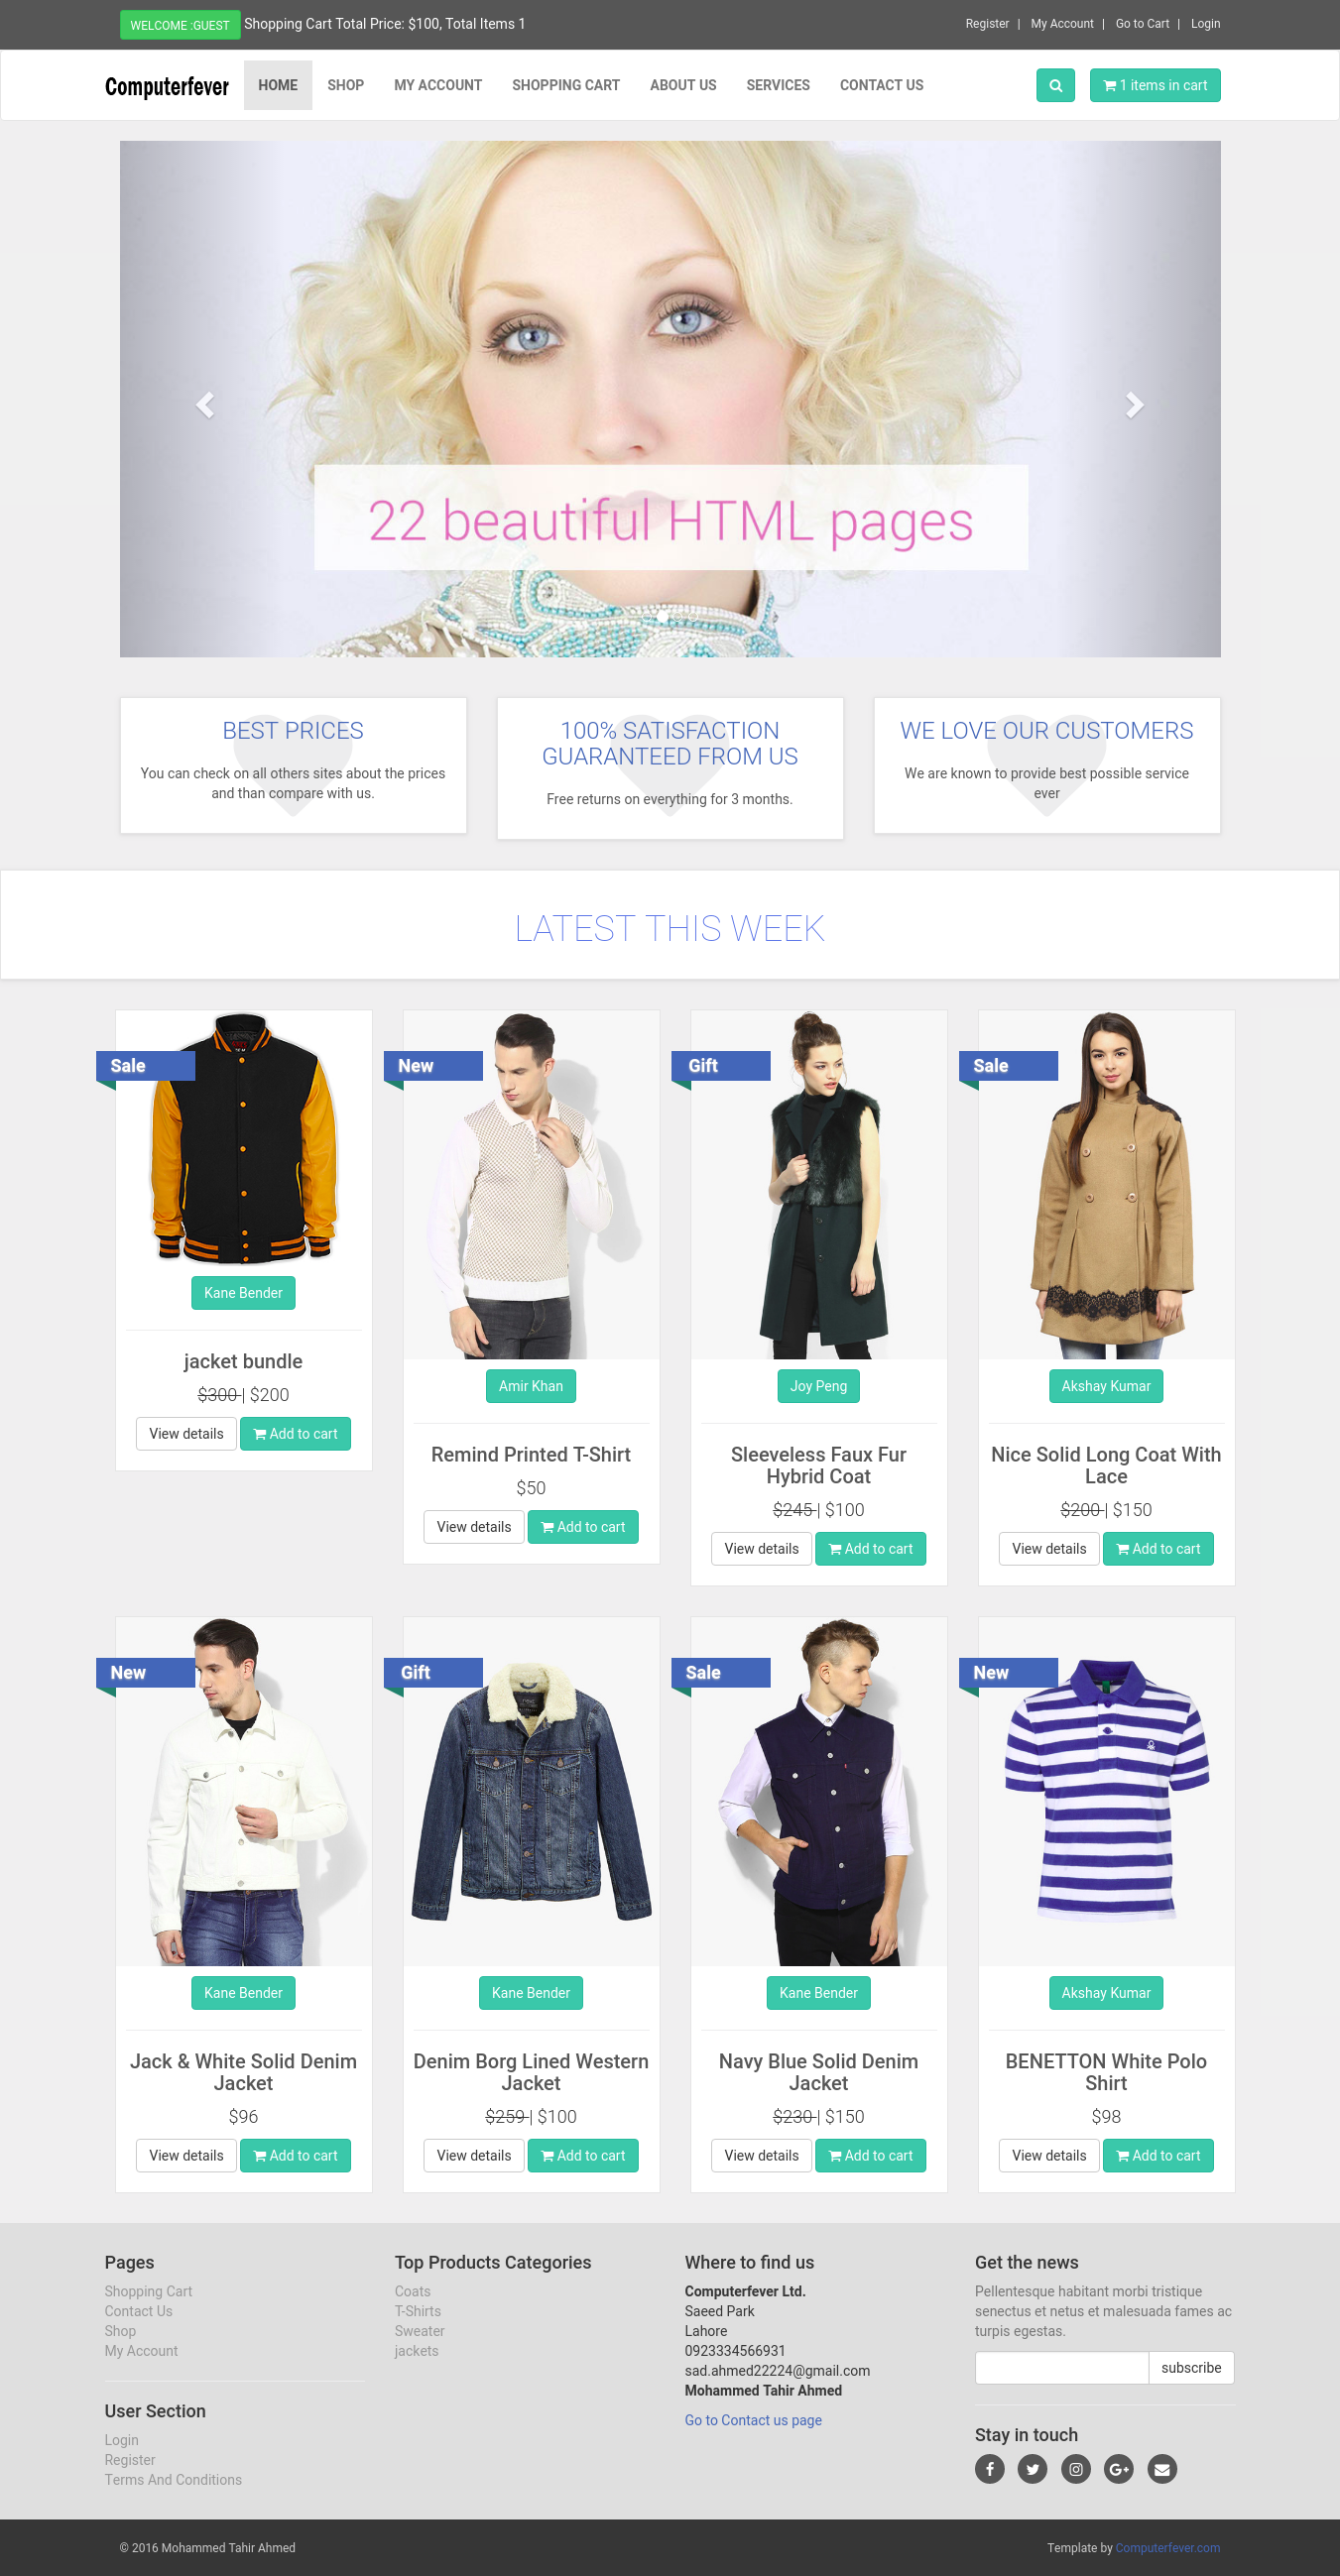 WELCOME :GUEST Shopping Cart Total Price: $100, Total Items 1
Register | My Account | Go to Cart | Login
Computerfever HOME SHOP MY ACCOUNT SHOPPING CART ABOUT US SERVICES CONTACT US 1 items in cart
22 beautiful HTML pages
BEST PRICES
You can check on all others sites about the prices
and than compare with us.
100% SATISFACTION
GUARANTEED FROM US
Free returns on everything for 3 months.
WE LOVE OUR CUSTOMERS
We are known to provide best possible service
ever
LATEST THIS WEEK
Sale
Kane Bender
jacket bundle
$300 | $200
View details Add to cart
New
Amir Khan
Remind Printed T-Shirt
$50
View details Add to cart
Gift
Joy Peng
Sleeveless Faux Fur
Hybrid Coat
$245 | $100
View details Add to cart
Sale
Akshay Kumar
Nice Solid Long Coat With
Lace
$200 | $150
View details Add to cart
New
Kane Bender
Jack & White Solid Denim
Jacket
$96
View details Add to cart
Gift
Kane Bender
Denim Borg Lined Western
Jacket
$259 | $100
View details Add to cart
Sale
Kane Bender
Navy Blue Solid Denim
Jacket
$230 | $150
View details Add to cart
New
Akshay Kumar
BENETTON White Polo
Shirt
$98
View details Add to cart
Pages
Shopping Cart
Contact Us
Shop
My Account
User Section
Login
Register
Terms And Conditions
Top Products Categories
Coats
T-Shirts
Sweater
jackets
Where to find us
Computerfever Ltd.
Saeed Park
Lahore
0923334566931
sad.ahmed22224@gmail.com
Mohammed Tahir Ahmed
Go to Contact us page
Get the news
Pellentesque habitant morbi tristique
senectus et netus et malesuada fames ac
turpis egestas.
subscribe
Stay in touch
© 2016 Mohammed Tahir Ahmed
Template by Computerfever.com